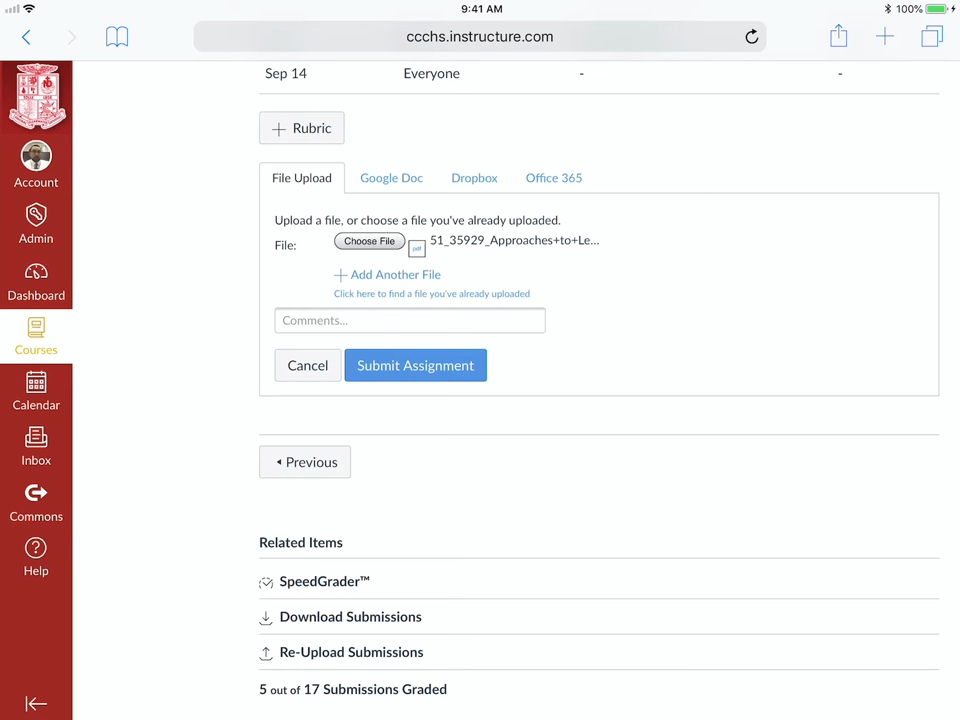 9:41 AM
100%
ccchs.instructure.com
Sep 14 Everyone - -
Rubric
File Upload Google Doc Dropbox Office 365
Upload a file, or choose a file you've already uploaded.
File: Choose File pdf 51_35929_Approaches+to+Le...
Add Another File
Click here to find a file you've already uploaded
Comments...
Cancel Submit Assignment
Previous
Related Items
SpeedGrader™
Download Submissions
Re-Upload Submissions
5 out of 17 Submissions Graded
Account
Admin
Dashboard
Courses
Calendar
Inbox
Commons
Help